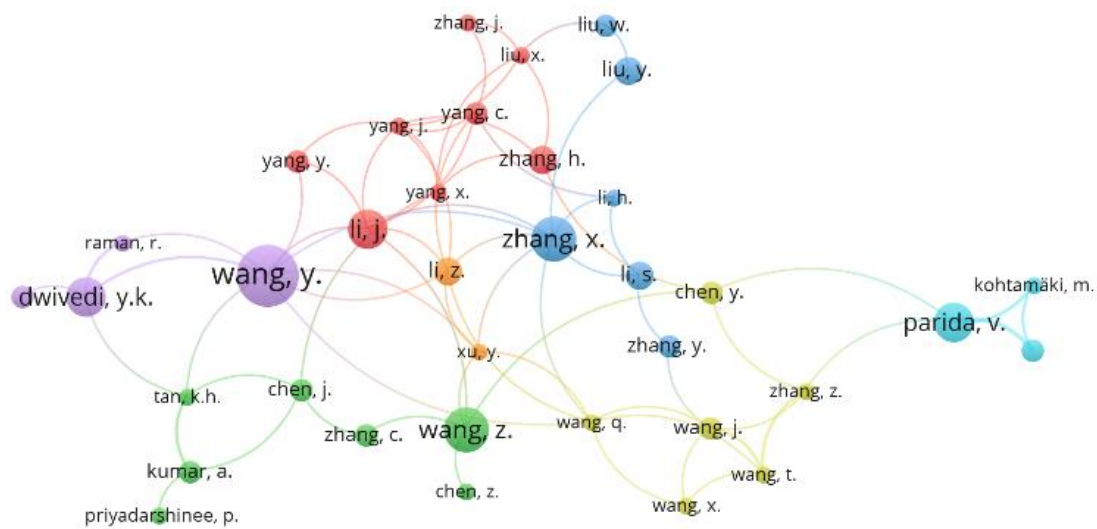 zhang, j.
liu, w.
liu, x.
liu, y.
yang, c.
yang, j.
yang, y.
zhang, h.
yang, x.
li, h.
li, j.
zhang, x.
raman, r.
wang, y.
li, z.
li, s.
chen, y.
kohtamäki, m.
dwivedi, y.k.
parida, v.
xu, y.
zhang, y.
tan, k.h.
chen, j.
zhang, z.
zhang, c.
wang, z.
wang, q.
wang, j.
kumar, a.
wang, t.
chen, z.
wang, x.
priyadarshinee, p.